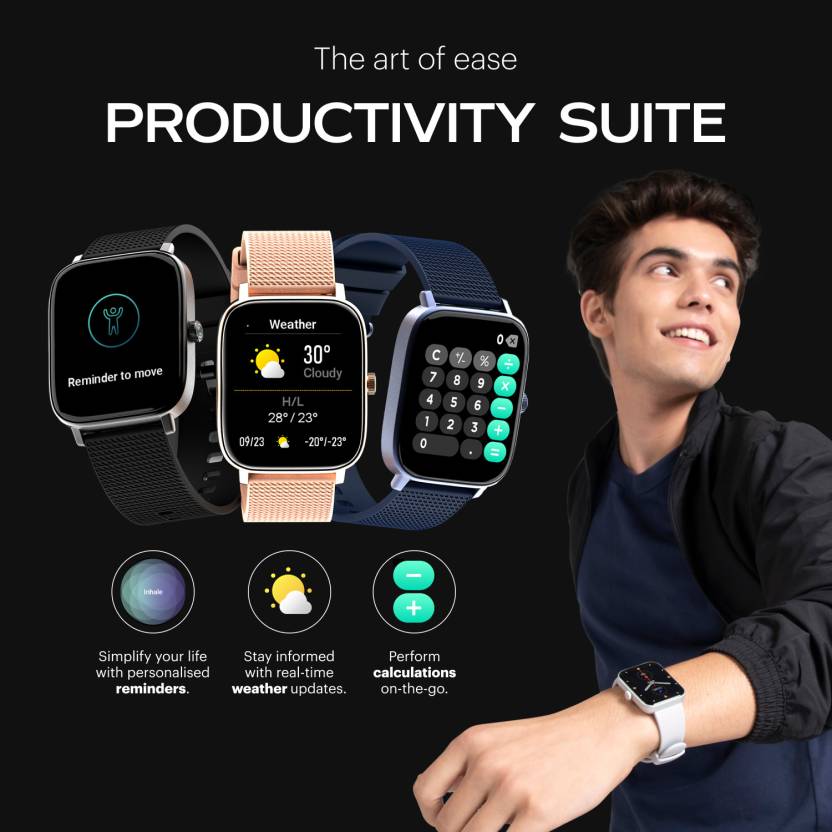 The art of ease
PRODUCTIVITY SUITE
Reminder to move
Weather
30°
Cloudy
H/L
28° / 23°
09/23 -20°/-23°
0
C +/- % ÷
7 8 9 ×
4 5 6 −
1 2 3 +
0 . =
Inhale
Simplify your life
with personalised
reminders.
Stay informed
with real-time
weather updates.
− 
+
Perform
calculations
on-the-go.